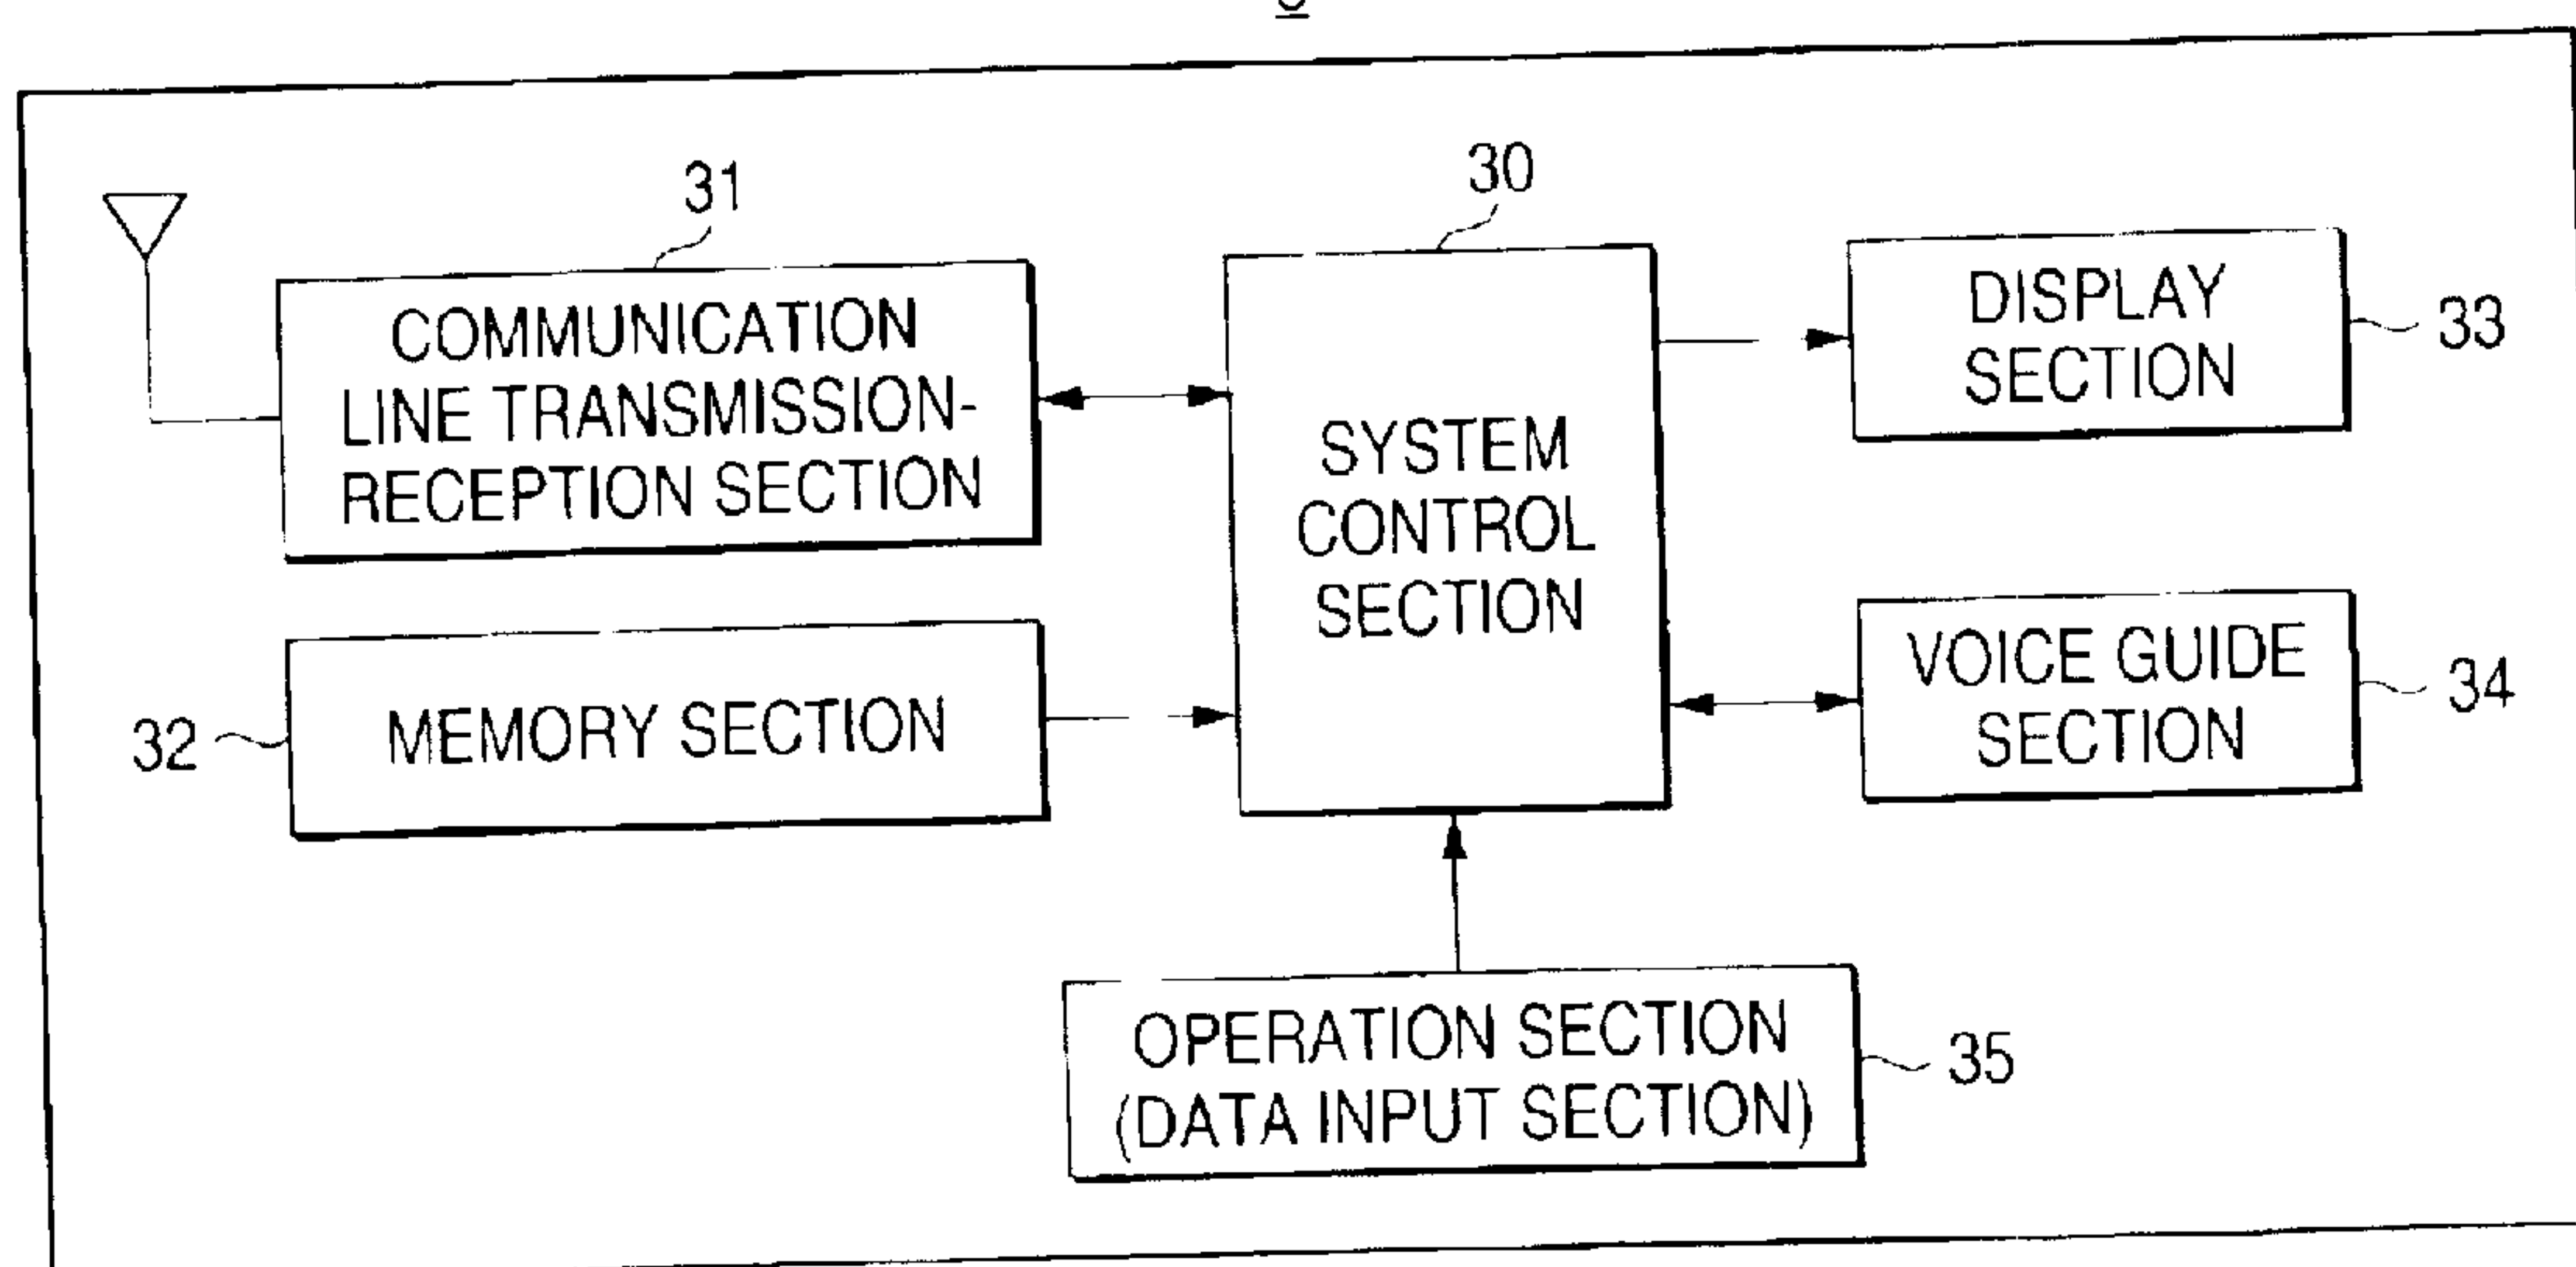 31
30
COMMUNICATION
LINE TRANSMISSION-
RECEPTION SECTION
SYSTEM
CONTROL
SECTION
DISPLAY
SECTION
33
32
MEMORY SECTION
VOICE GUIDE
SECTION
34
OPERATION SECTION
(DATA INPUT SECTION)
35